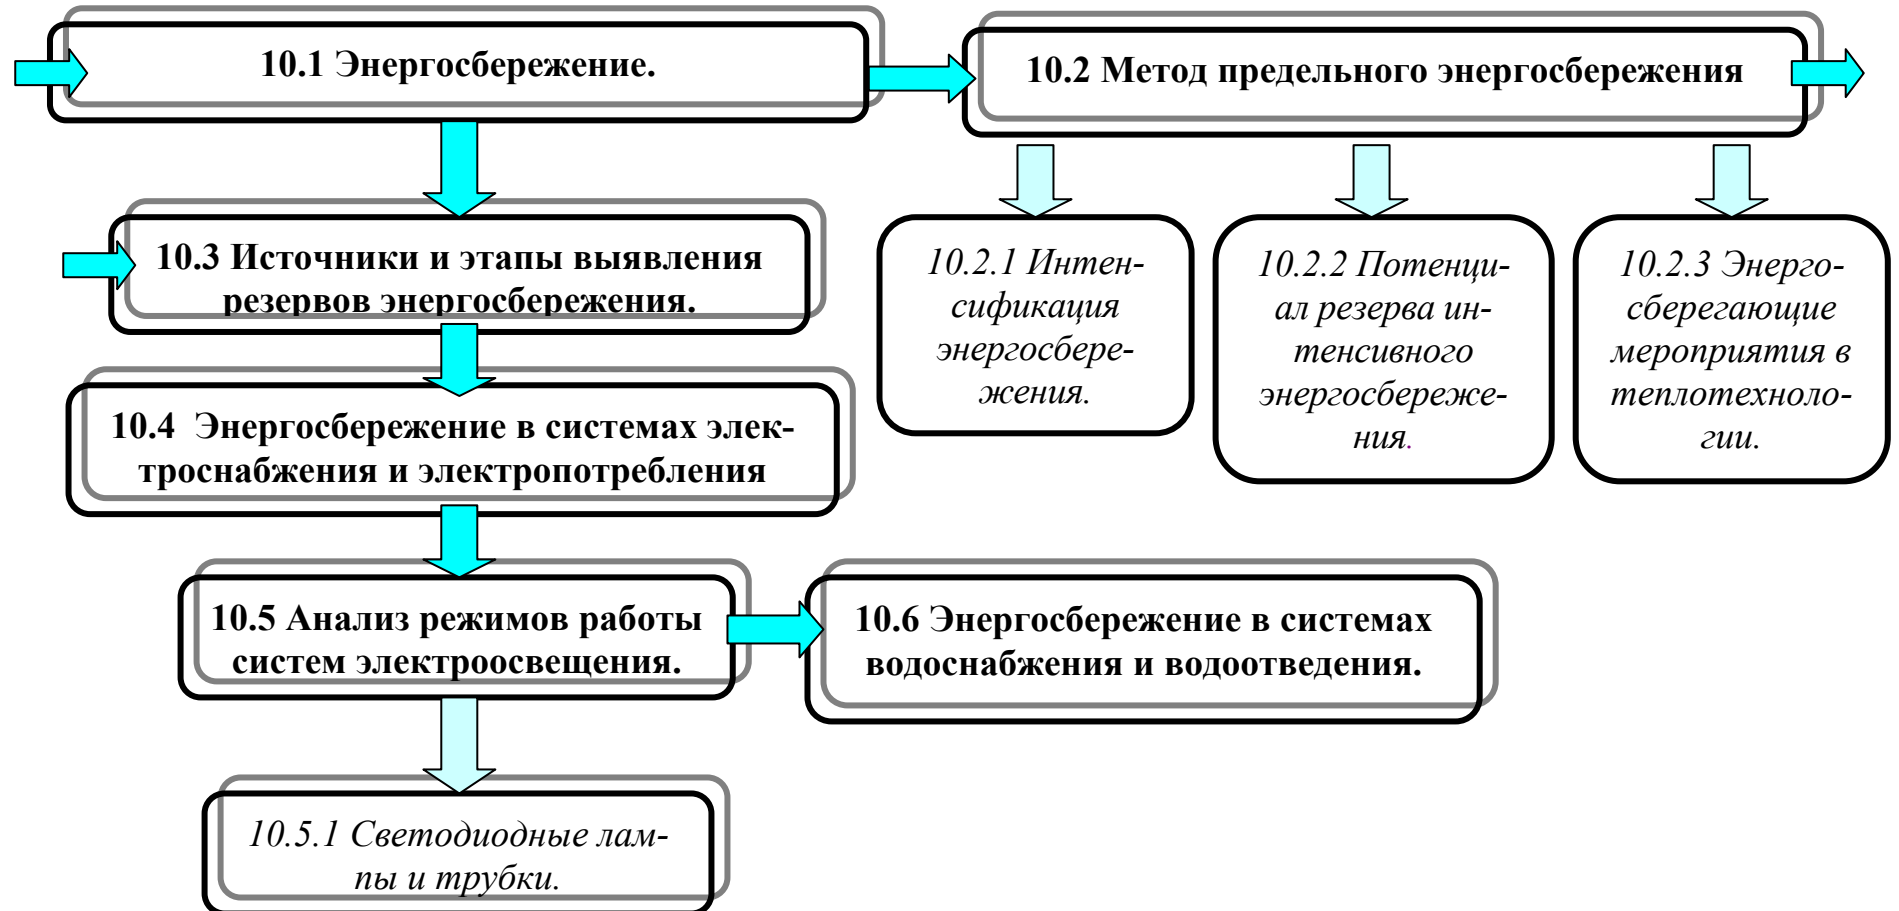 10.1 Энергосбережение.
10.2 Метод предельного энергосбережения
10.3 Источники и этапы выявления
резервов энергосбережения.
10.2.1 Интен-
сификация
энергосбере-
жения.
10.2.2 Потенци-
ал резерва ин-
тенсивного
энергосбереже-
ния.
10.2.3 Энерго-
сберегающие
мероприятия в
теплотехноло-
гии.
10.4 Энергосбережение в системах элек-
троснабжения и электропотребления
10.5 Анализ режимов работы
систем электроосвещения.
10.6 Энергосбережение в системах
водоснабжения и водоотведения.
10.5.1 Светодиодные лам-
пы и трубки.